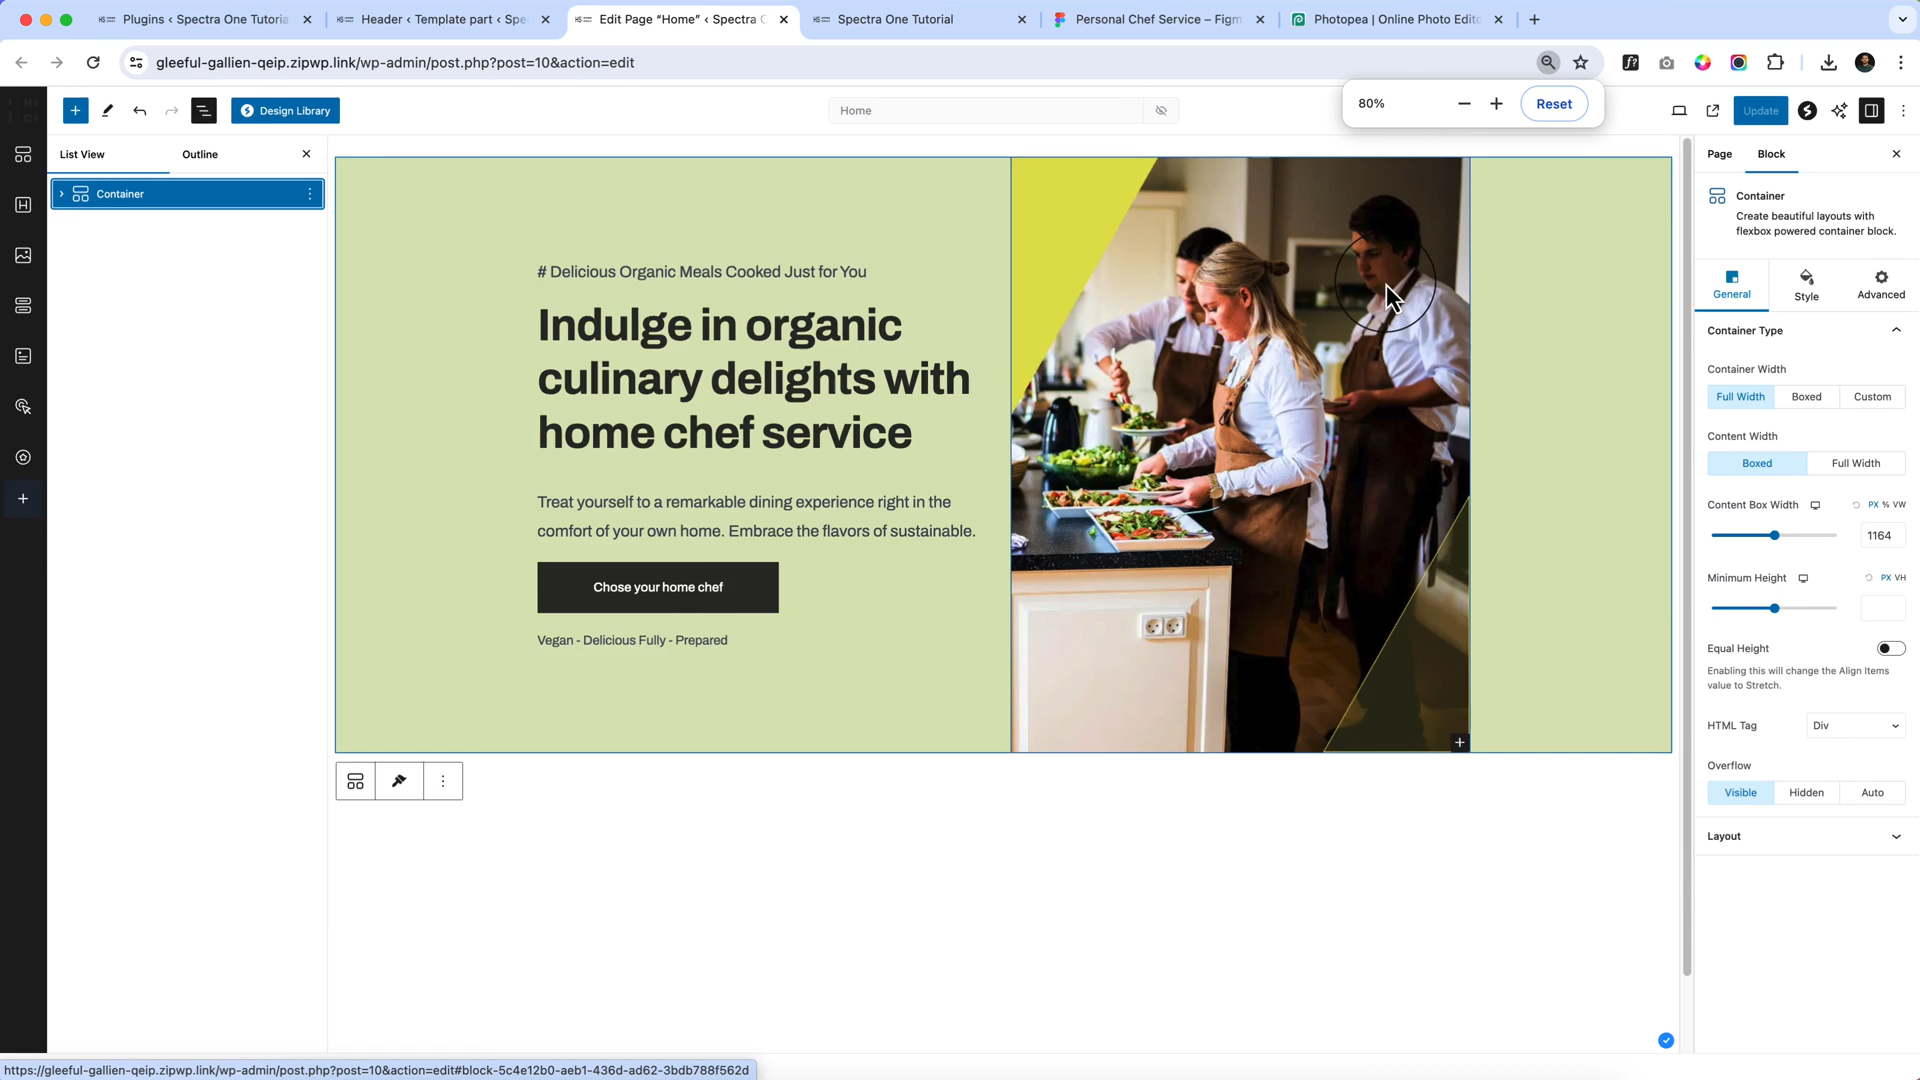 Plugins ‹ Spectra One Tutoria
Header ‹ Template part ‹ Spe
Edit Page “Home” ‹ Spectra O
Spectra One Tutorial
Personal Chef Service – Figm
Photopea | Online Photo Edito
gleeful-gallien-qeip.zipwp.link/wp-admin/post.php?post=10&action=edit
80%
Reset
Design Library
Home
Update
List View
Outline
Container
# Delicious Organic Meals Cooked Just for You
Indulge in organic
culinary delights with
home chef service
Treat yourself to a remarkable dining experience right in the
comfort of your own home. Embrace the flavors of sustainable.
Chose your home chef
Vegan - Delicious Fully - Prepared
Page
Block
Container
Create beautiful layouts with
flexbox powered container block.
General
Style
Advanced
Container Type
Container Width
Full Width
Boxed
Custom
Content Width
Boxed
Full Width
Content Box Width
PX % VW
1164
Minimum Height
PX VH
Equal Height
Enabling this will change the Align Items
value to Stretch.
HTML Tag
Div
Overflow
Visible
Hidden
Auto
Layout
https://gleeful-gallien-qeip.zipwp.link/wp-admin/post.php?post=10&action=edit#block-5c4e12b0-aeb1-436d-ad62-3bdb788f562d